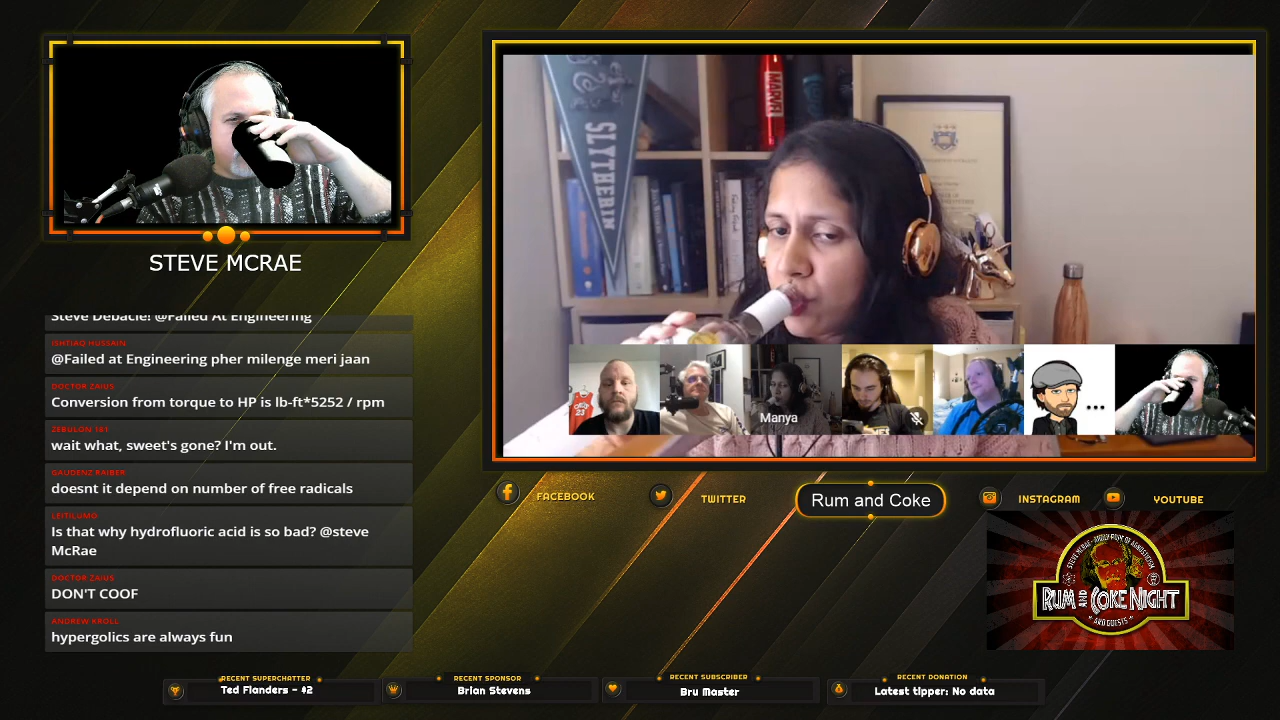 STEVE MCRAE
Steve Debacle! @Failed At Engineering
ISHTIAQ HUSSAIN
@Failed at Engineering pher milenge meri jaan
DOCTOR ZAIUS
Conversion from torque to HP is lb-ft*5252 / rpm
ZEBULON 181
wait what, sweet's gone? I'm out.
GAUDENZ RAIBER
doesnt it depend on number of free radicals
LEITILUMO
Is that why hydrofluoric acid is so bad? @steve
McRae
DOCTOR ZAIUS
DON'T COOF
ANDREW KROLL
hypergolics are always fun
SLYTHERIN
MARVEL
23
Manya
FACEBOOK
TWITTER
Rum and Coke
INSTAGRAM
YOUTUBE
RUM AND COKE NIGHT
AND GUESTS
RECENT SUPERCHATTER
Ted Flanders - $2
RECENT SPONSOR
Brian Stevens
RECENT SUBSCRIBER
Bru Master
RECENT DONATION
Latest tipper: No data